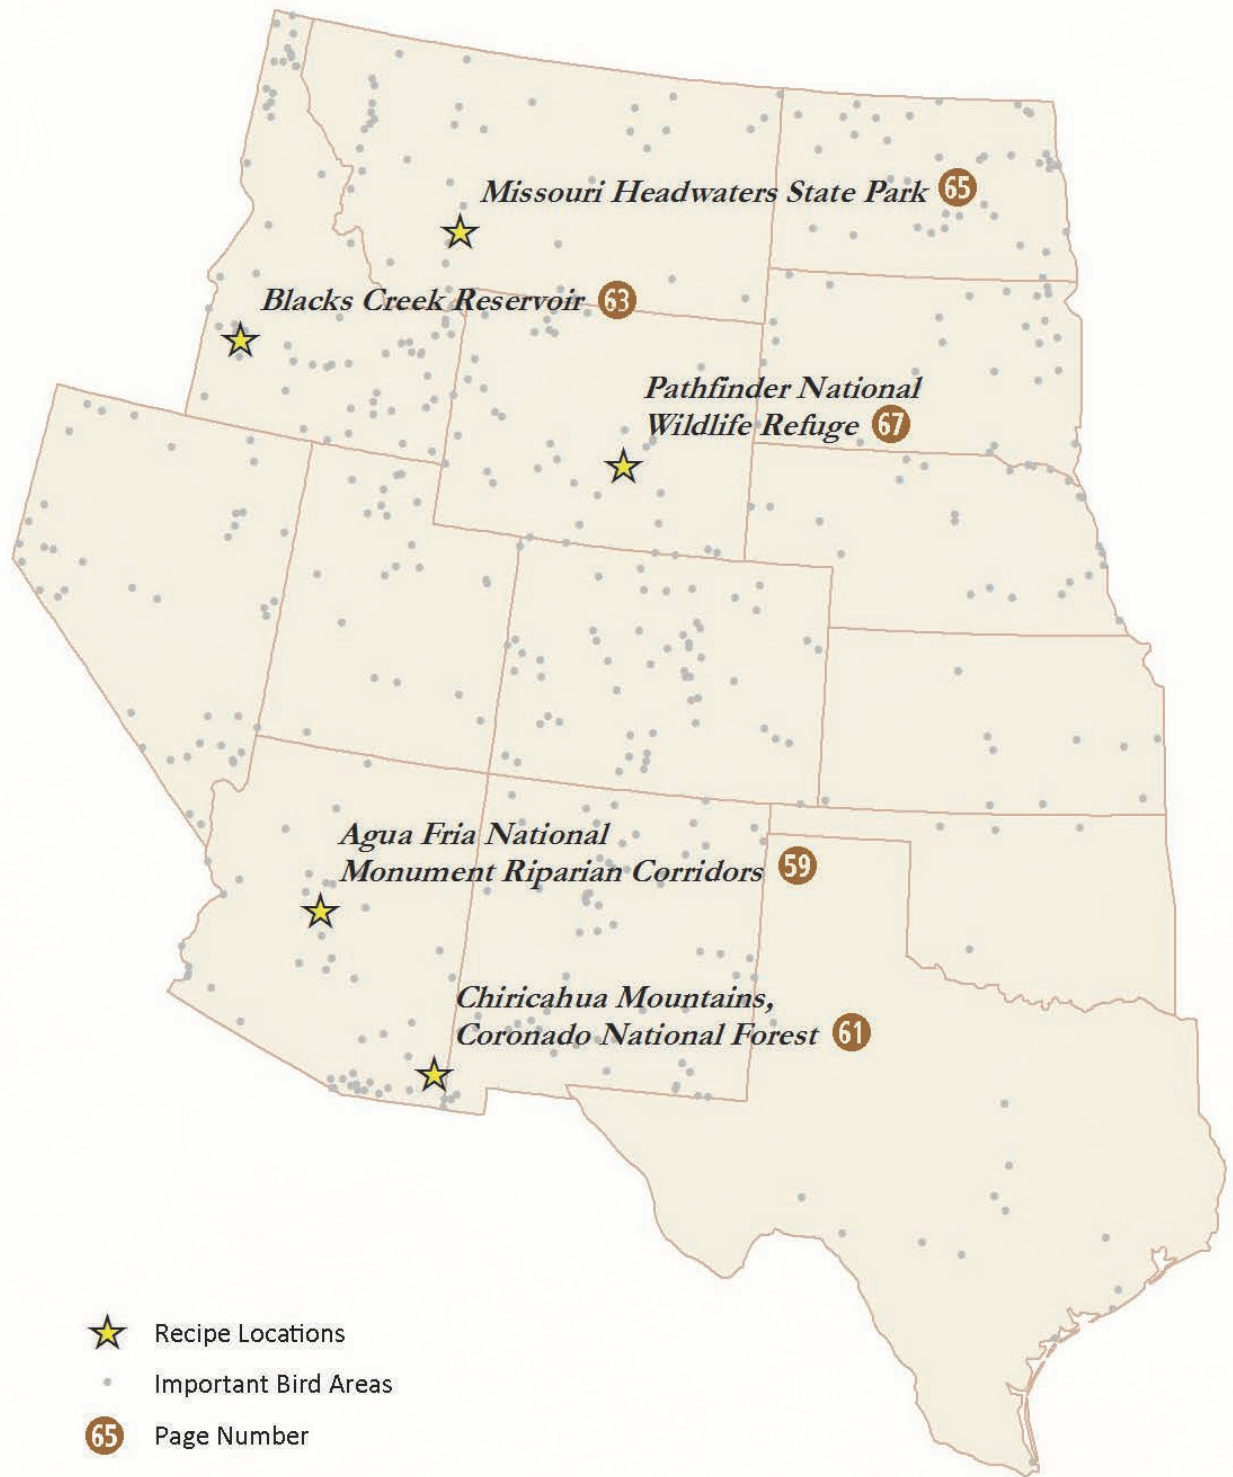 Missouri Headwaters State Park 65
Blacks Creek Reservoir 63
Pathfinder National
Wildlife Refuge 67
Agua Fria National
Monument Riparian Corridors 59
Chiricahua Mountains,
Coronado National Forest 61
Recipe Locations
Important Bird Areas
65 Page Number